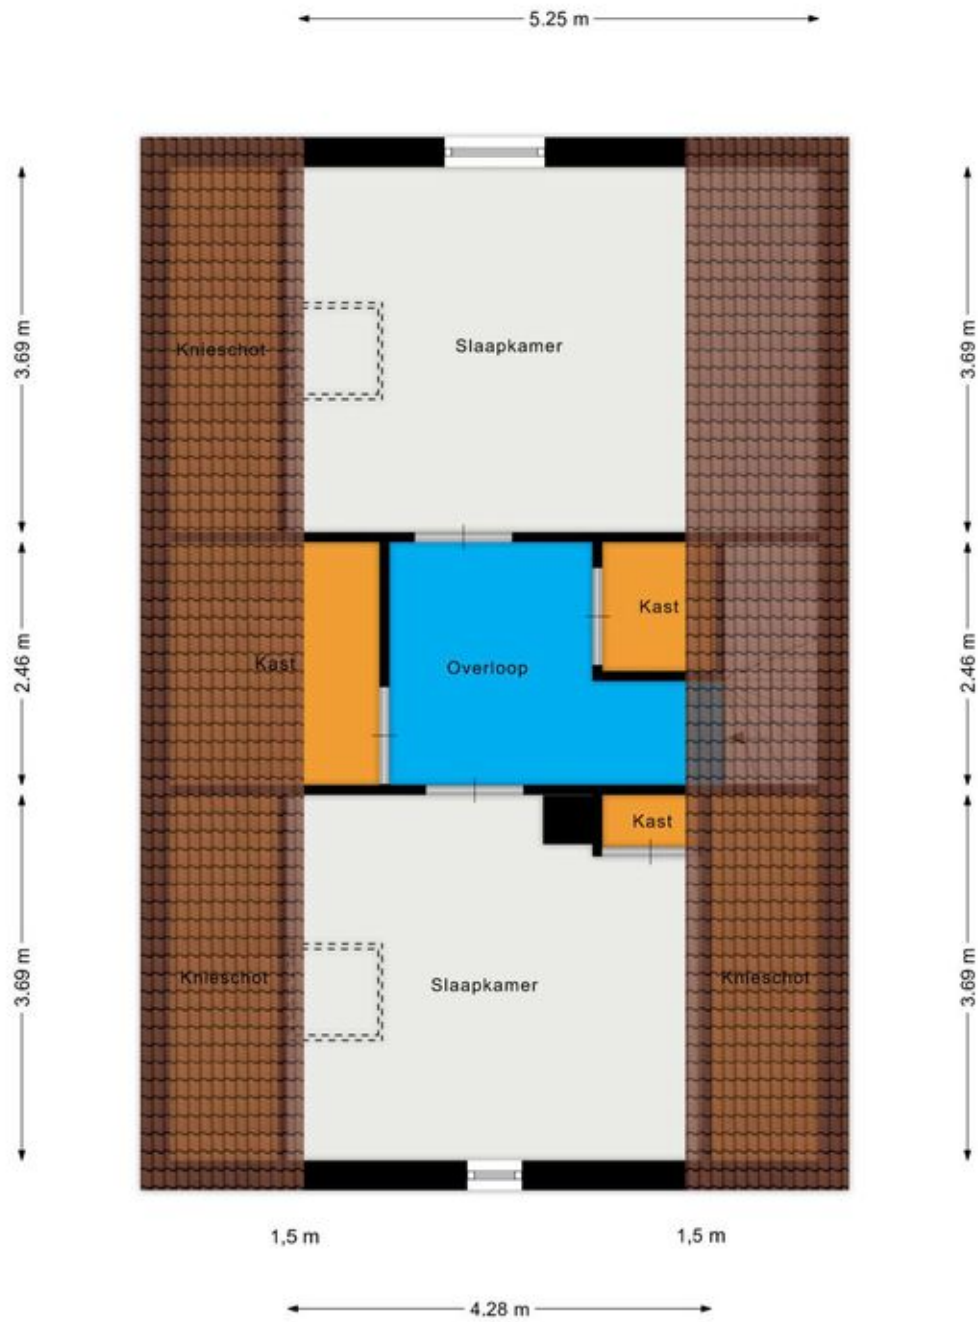 5.25 m
3.69 m
3.69 m
Knieschot
Slaapkamer
2.46 m
2.46 m
Kast
Kast
Overloop
Kast
3.69 m
3.69 m
Knieschot
Slaapkamer
Knieschot
1,5 m
1,5 m
4.28 m